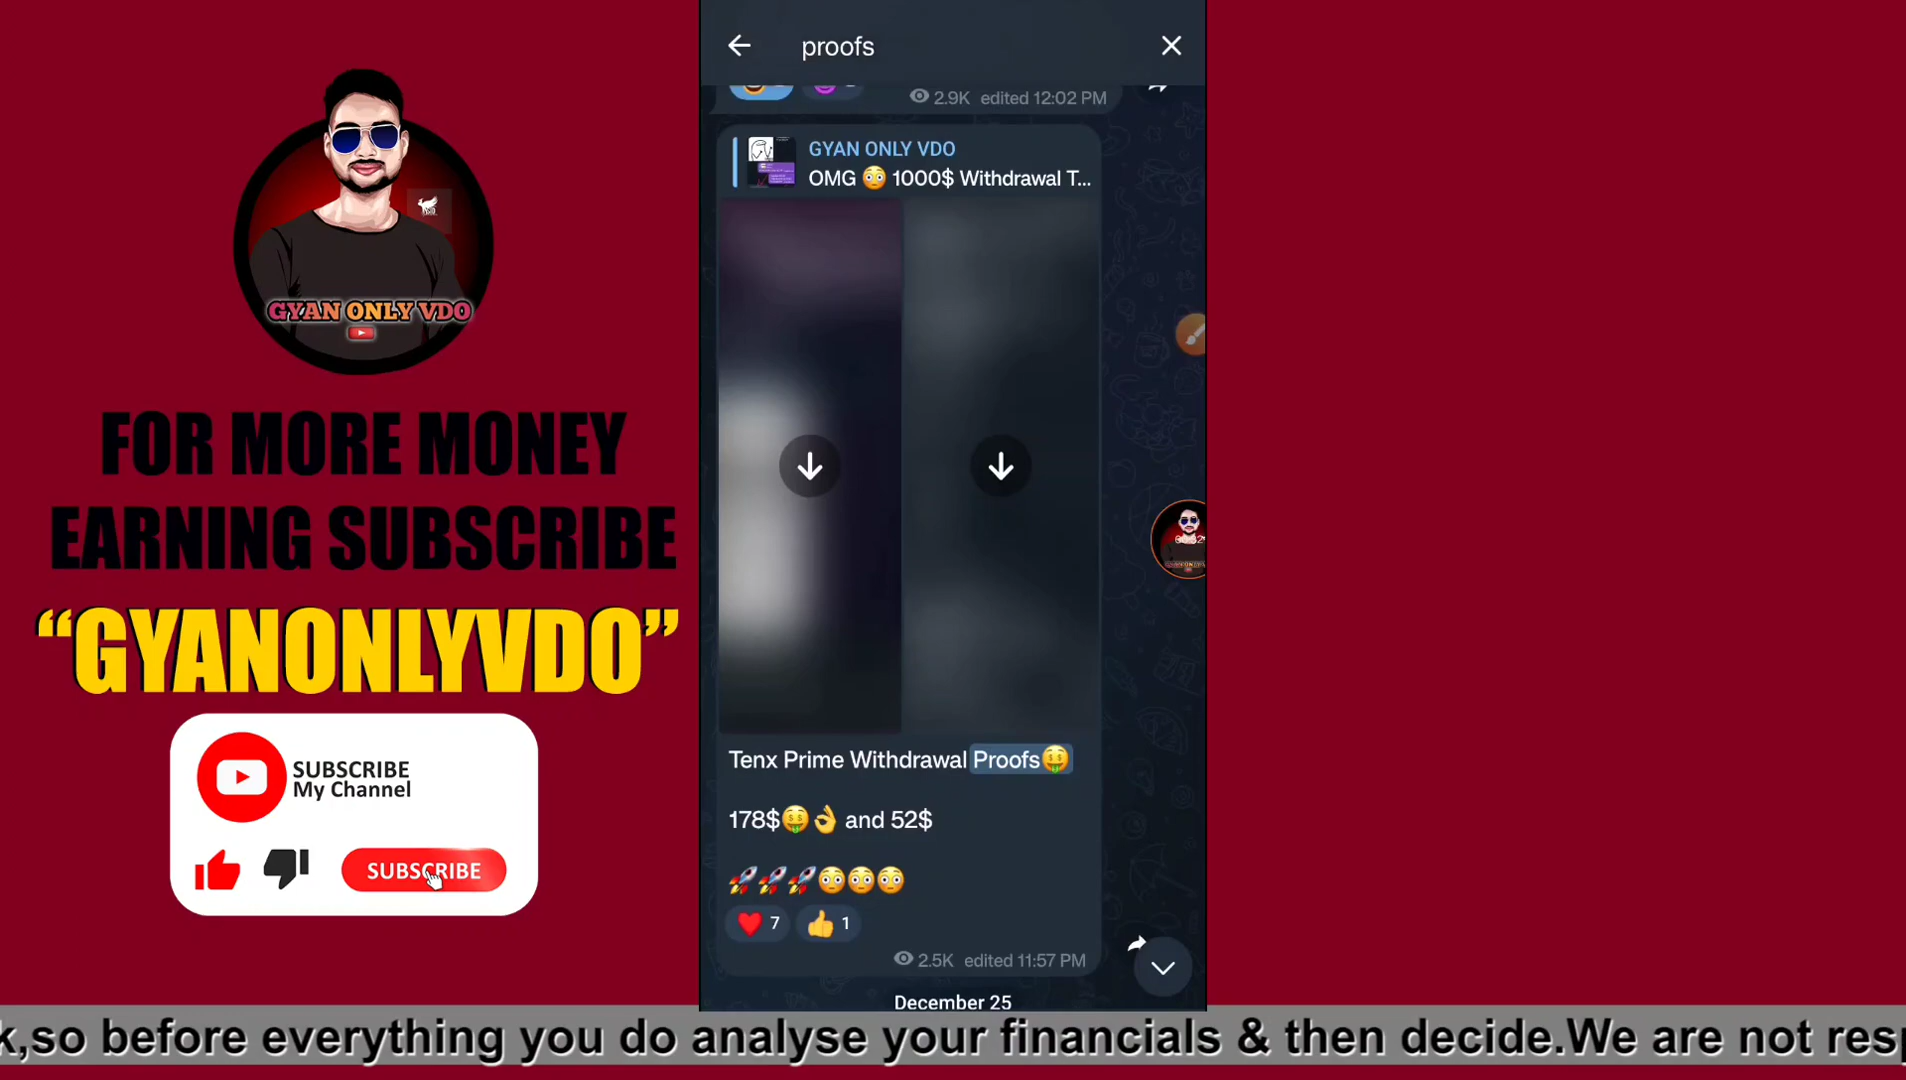 GYAN ONLY VDO
FOR MORE MONEY
EARNING SUBSCRIBE
“GYANONLYVDO”
SUBSCRIBE
My Channel
SUBSCRIBE
proofs
2.9K edited 12:02 PM
GYAN ONLY VDO
OMG 😳 1000$ Withdrawal T...
Tenx Prime Withdrawal Proofs🤑
178$🤑👌 and 52$
🚀🚀🚀😳😳😳
❤️ 7 👍 1
2.5K edited 11:57 PM
December 25
k,so before everything you do analyse your financials & then decide.We are not resp